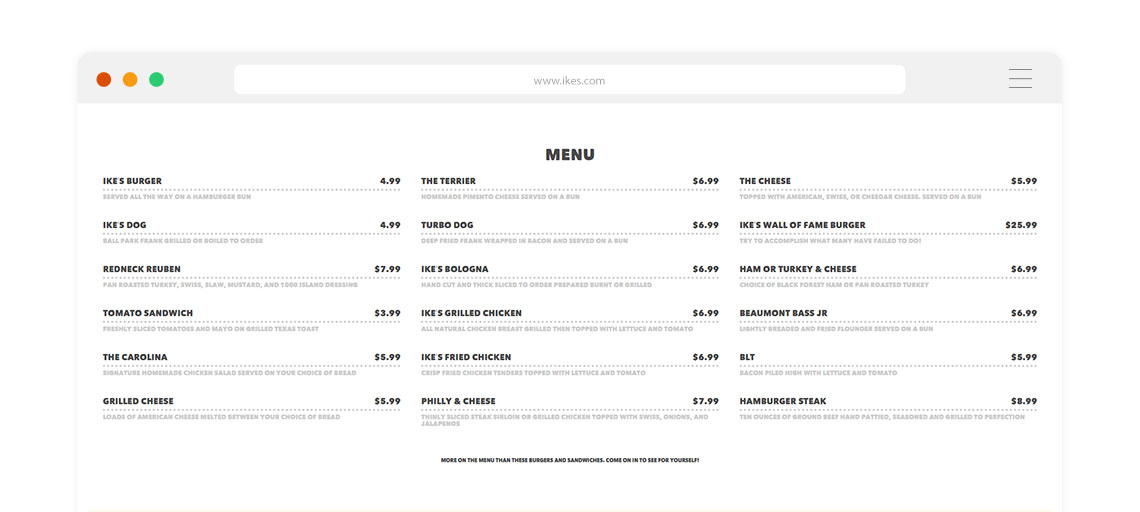 www.ikes.com
MENU
IKE'S BURGER 4.99
SERVED ALL THE WAY ON A HAMBURGER BUN
IKE'S DOG 4.99
BALL PARK FRANK GRILLED OR BOILED TO ORDER
REDNECK REUBEN $7.99
PAN ROASTED TURKEY, SWISS, SLAW, MUSTARD, AND 1000 ISLAND DRESSING
TOMATO SANDWICH $3.99
FRESHLY SLICED TOMATOES AND MAYO ON GRILLED TEXAS TOAST
THE CAROLINA $5.99
SIGNATURE HOMEMADE CHICKEN SALAD SERVED ON YOUR CHOICE OF BREAD
GRILLED CHEESE $5.99
LOADS OF AMERICAN CHEESE MELTED BETWEEN YOUR CHOICE OF BREAD
THE TERRIER $6.99
HOMEMADE PIMENTO CHEESE SERVED ON A BUN
TURBO DOG $6.99
DEEP FRIED FRANK WRAPPED IN BACON AND SERVED ON A BUN
IKE'S BOLOGNA $6.99
HAND CUT AND THICK SLICED TO ORDER PREPARED BURNT OR GRILLED
IKE'S GRILLED CHICKEN $6.99
ALL NATURAL CHICKEN BREAST GRILLED THEN TOPPED WITH LETTUCE AND TOMATO
IKE'S FRIED CHICKEN $6.99
CRISP FRIED CHICKEN TENDERS TOPPED WITH LETTUCE AND TOMATO
PHILLY & CHEESE $7.99
THINLY SLICED STEAK SIRLOIN OR GRILLED CHICKEN TOPPED WITH SWISS, ONIONS, AND
JALAPENOS
THE CHEESE $5.99
TOPPED WITH AMERICAN, SWISS, OR CHEEDAR CHEESE. SERVED ON A BUN
IKE'S WALL OF FAME BURGER $25.99
TRY TO ACCOMPLISH WHAT MANY HAVE FAILED TO DO!
HAM OR TURKEY & CHEESE $6.99
CHOICE OF BLACK FOREST HAM OR PAN ROASTED TURKEY
BEAUMONT BASS JR $6.99
LIGHTLY BREADED AND FRIED FLOUNDER SERVED ON A BUN
BLT $5.99
BACON PILED HIGH WITH LETTUCE AND TOMATO
HAMBURGER STEAK $8.99
TEN OUNCES OF GROUND BEEF HAND PATTIED, SEASONED AND GRILLED TO PERFECTION
MORE ON THE MENU THAN THESE BURGERS AND SANDWICHES. COME ON IN TO SEE FOR YOURSELF!